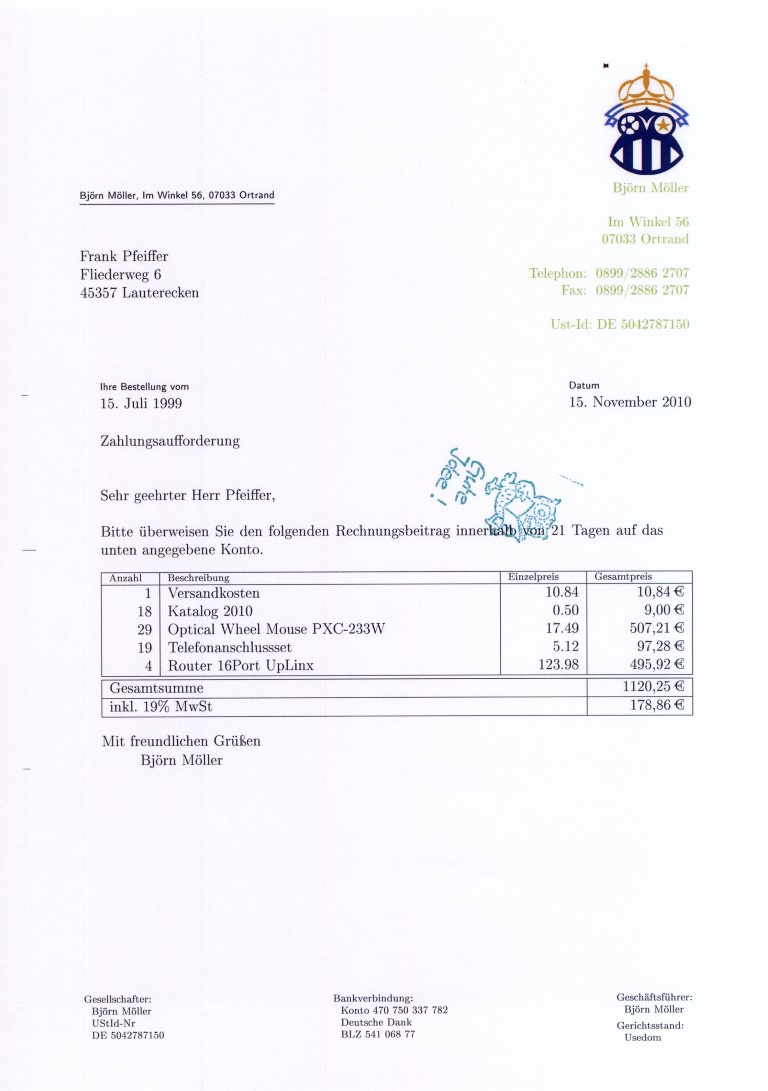 Björn Möller
Björn Möller, Im Winkel 56, 07033 Ortrand
Im Winkel 56
07033 Ortrand
Frank Pfeiffer
Fliederweg 6
45357 Lauterecken
Telephon: 0899/2886 2707
Fax: 0899/2886 2707
Ust-Id: DE 5042787150
Ihre Bestellung vom
15. Juli 1999
Datum
15. November 2010
Zahlungsaufforderung
Gute
Idee!
Sehr geehrter Herr Pfeiffer,
Bitte überweisen Sie den folgenden Rechnungsbeitrag innerhalb von 21 Tagen auf das
unten angegebene Konto.
Anzahl Beschreibung Einzelpreis Gesamtpreis
1 Versandkosten 10.84 10,84 €
18 Katalog 2010 0.50 9,00 €
29 Optical Wheel Mouse PXC-233W 17.49 507,21 €
19 Telefonanschlussset 5.12 97,28 €
4 Router 16Port UpLinx 123.98 495,92 €
Gesamtsumme 1120,25 €
inkl. 19% MwSt 178,86 €
Mit freundlichen Grüßen
Björn Möller
Gesellschafter:
Björn Möller
UStId-Nr
DE 5042787150
Bankverbindung:
Konto 470 750 337 782
Deutsche Dank
BLZ 541 068 77
Geschäftsführer:
Björn Möller
Gerichtsstand:
Usedom